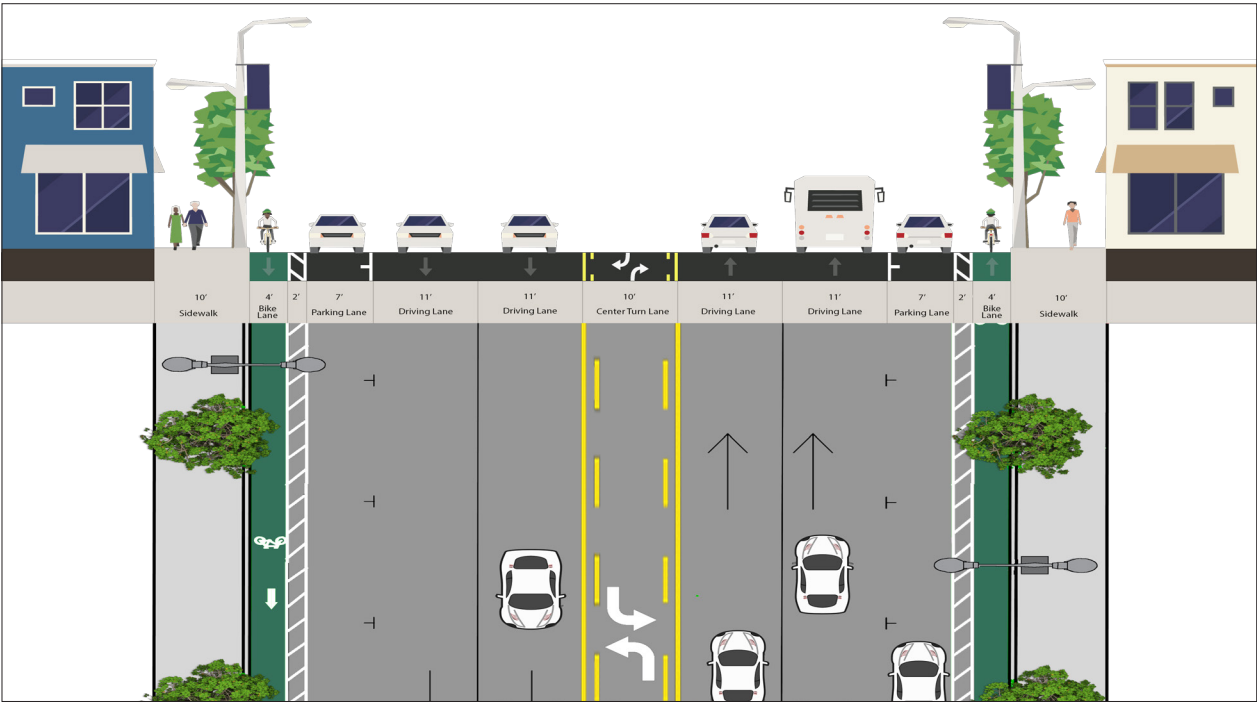 10’ 4’ 2’ 7’ 11’ 11’ 10’ 11’ 11’ 7’ 2’ 4’ 10’
Sidewalk Bike Lane Parking Lane Driving Lane Driving Lane Center Turn Lane Driving Lane Driving Lane Parking Lane Bike Lane Sidewalk